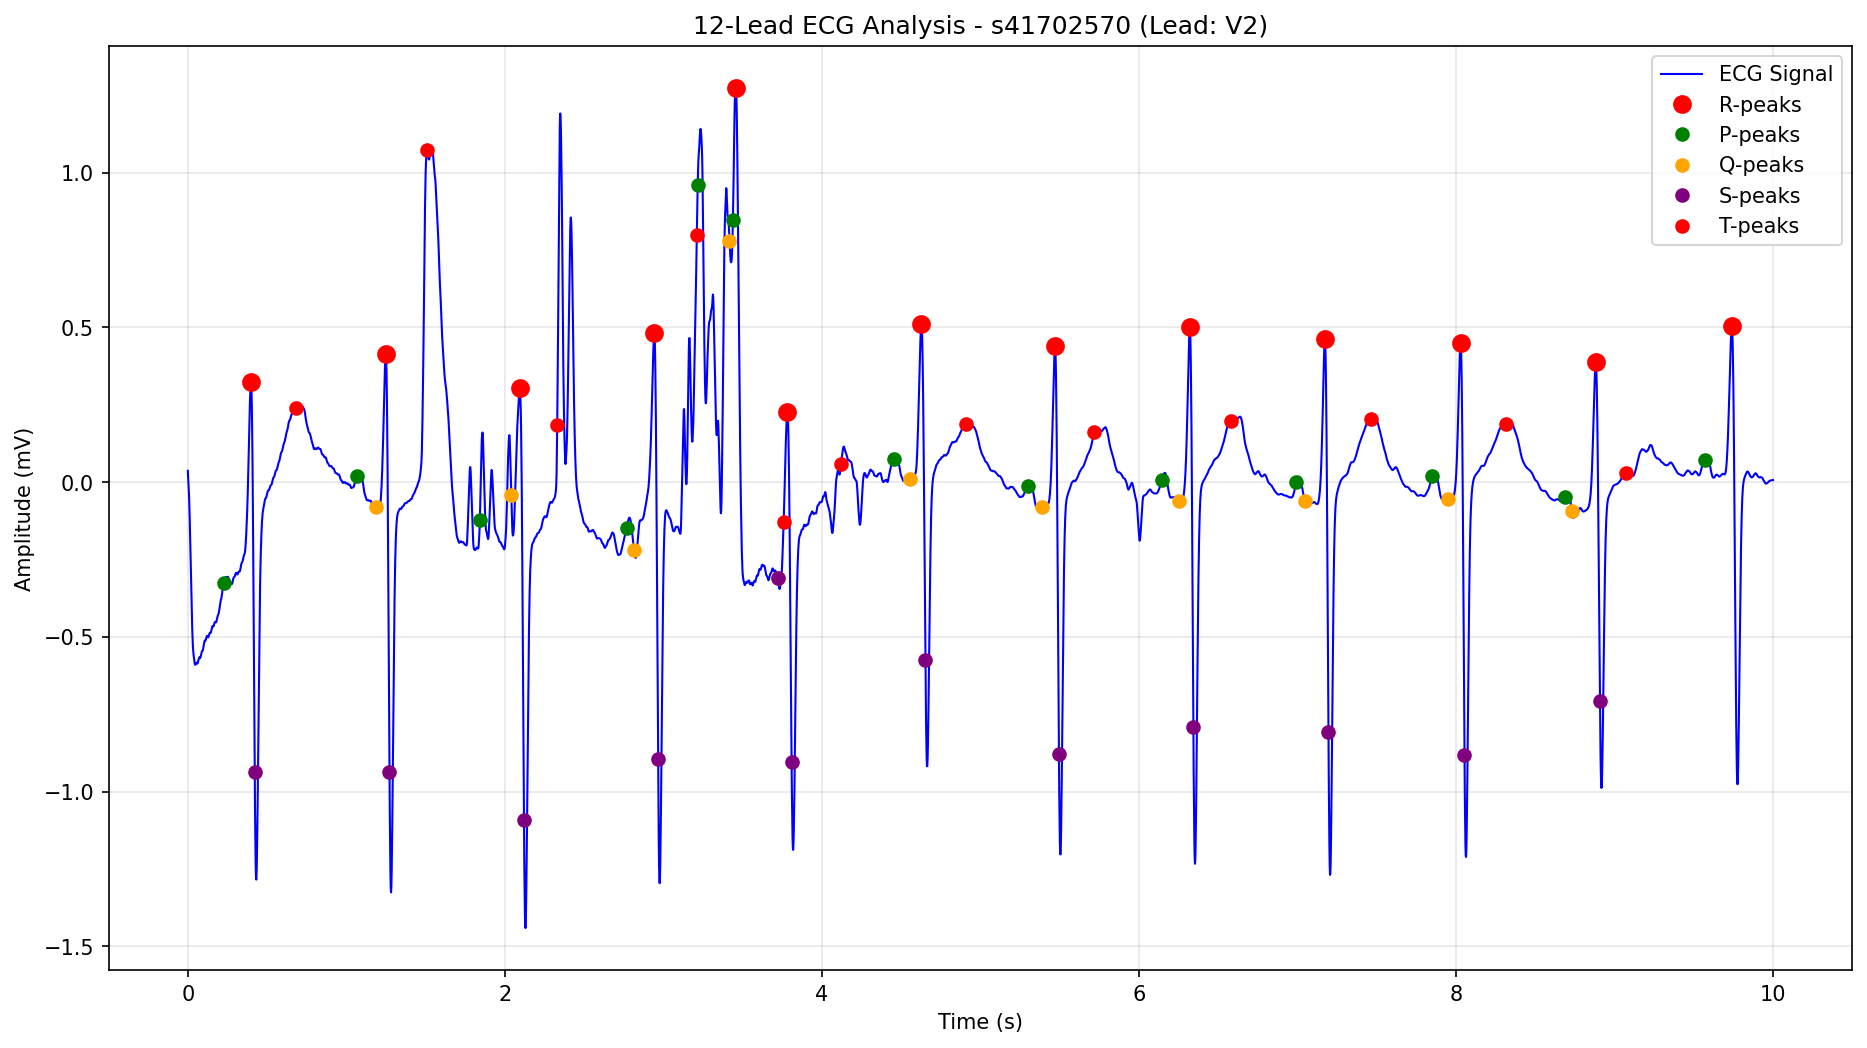 12-Lead ECG Analysis - s41702570 (Lead: V2)
ECG Signal
R-peaks
P-peaks
Q-peaks
S-peaks
T-peaks
Amplitude (mV)
1.0
0.5
0.0
−0.5
−1.0
−1.5
0 2 4 6 8 10
Time (s)